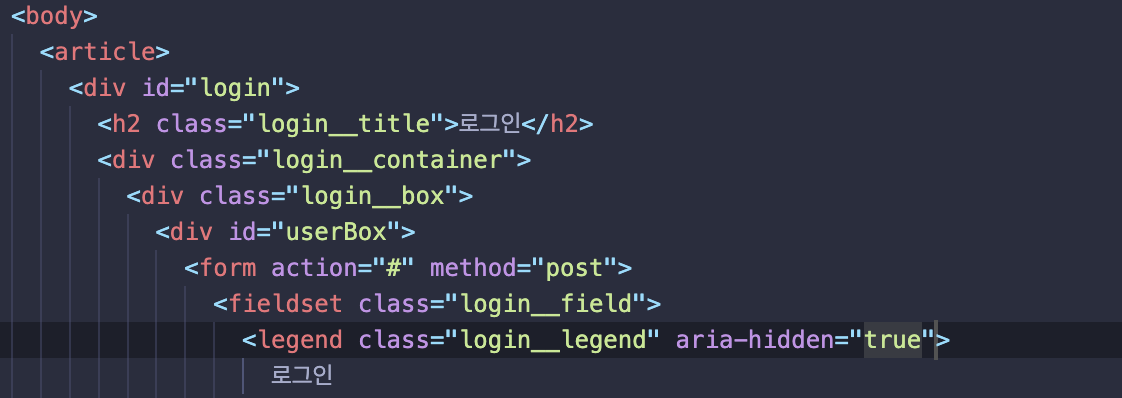 <body>
<article>
<div id="login">
<h2 class="login__title">로그인</h2>
<div class="login__container">
<div class="login__box">
<div id="userBox">
<form action="#" method="post">
<fieldset class="login__field">
<legend class="login__legend" aria-hidden="true">
로그인